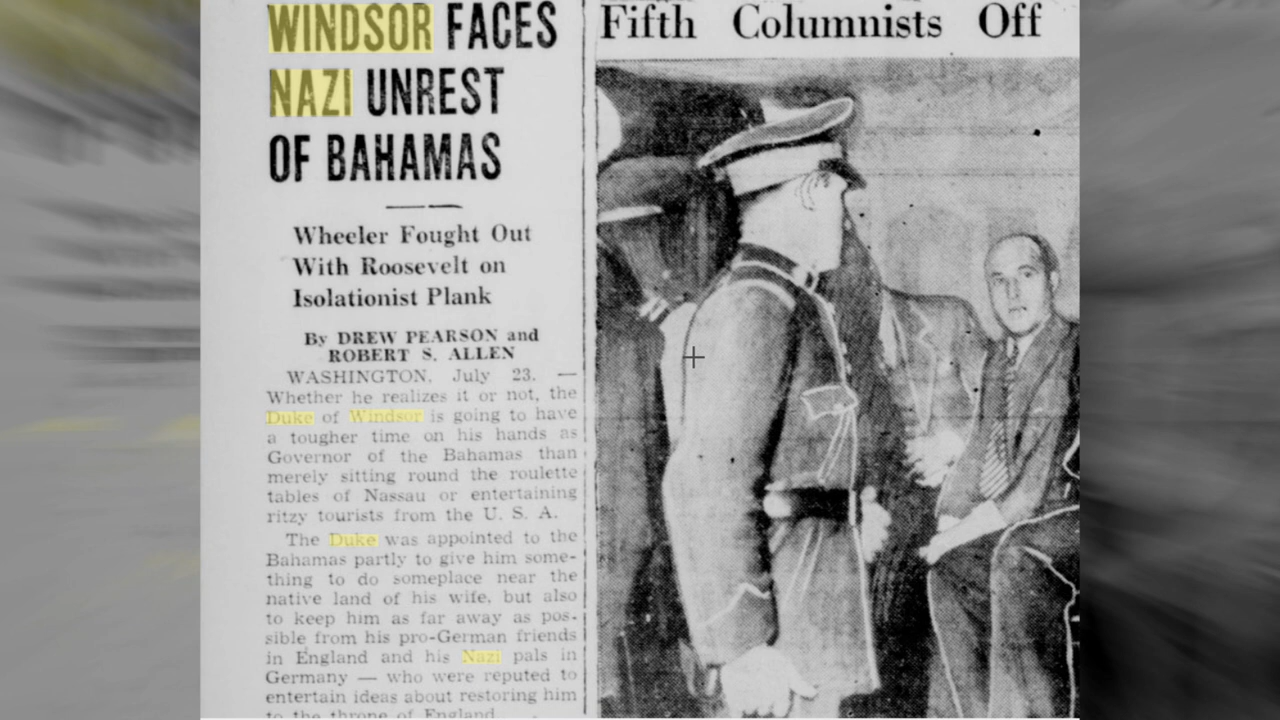 WINDSOR FACES
NAZI UNREST
OF BAHAMAS
Wheeler Fought Out
With Roosevelt on
Isolationist Plank
By DREW PEARSON and
ROBERT S. ALLEN
WASHINGTON, July 23. —
Whether he realizes it or not, the
Duke of Windsor is going to have
a tougher time on his hands as
Governor of the Bahamas than
merely sitting round the roulette
tables of Nassau or entertaining
ritzy tourists from the U. S. A.
The Duke was appointed to the
Bahamas partly to give him some-
thing to do someplace near the
native land of his wife, but also
to keep him as far away as pos-
sible from his pro-German friends
in England and his Nazi pals in
Germany — who were reputed to
entertain ideas about restoring him
to the throne of England.
Fifth Columnists Off